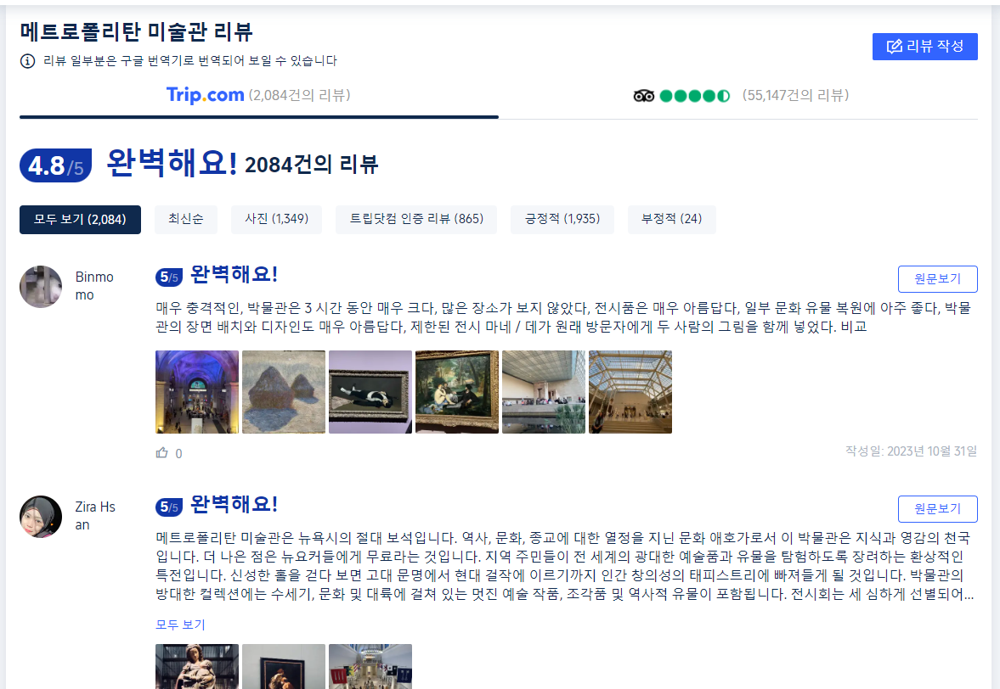 메트로폴리탄 미술관 리뷰
리뷰 일부분은 구글 번역기로 번역되어 보일 수 있습니다
리뷰 작성
Trip.com (2,084건의 리뷰)
(55,147건의 리뷰)
4.8/5 완벽해요! 2084건의 리뷰
모두 보기 (2,084) 최신순 사진 (1,349) 트립닷컴 인증 리뷰 (865) 긍정적 (1,935) 부정적 (24)
Binmo
mo
5/5 완벽해요!
원문보기
매우 충격적인, 박물관은 3 시간 동안 매우 크다, 많은 장소가 보지 않았다, 전시품은 매우 아름답다, 일부 문화 유물 복원에 아주 좋다, 박물
관의 장면 배치와 디자인도 매우 아름답다, 제한된 전시 마네 / 데가 원래 방문자에게 두 사람의 그림을 함께 넣었다. 비교
0
작성일: 2023년 10월 31일
Zira Hs
an
5/5 완벽해요!
원문보기
메트로폴리탄 미술관은 뉴욕시의 절대 보석입니다. 역사, 문화, 종교에 대한 열정을 지닌 문화 애호가로서 이 박물관은 지식과 영감의 천국
입니다. 더 나은 점은 뉴요커들에게 무료라는 것입니다. 지역 주민들이 전 세계의 광대한 예술품과 유물을 탐험하도록 장려하는 환상적인
특전입니다. 신성한 홀을 걷다 보면 고대 문명에서 현대 걸작에 이르기까지 인간 창의성의 태피스트리에 빠져들게 될 것입니다. 박물관의
방대한 컬렉션에는 수세기, 문화 및 대륙에 걸쳐 있는 멋진 예술 작품, 조각품 및 역사적 유물이 포함됩니다. 전시회는 세 심하게 선별되어...
모두 보기